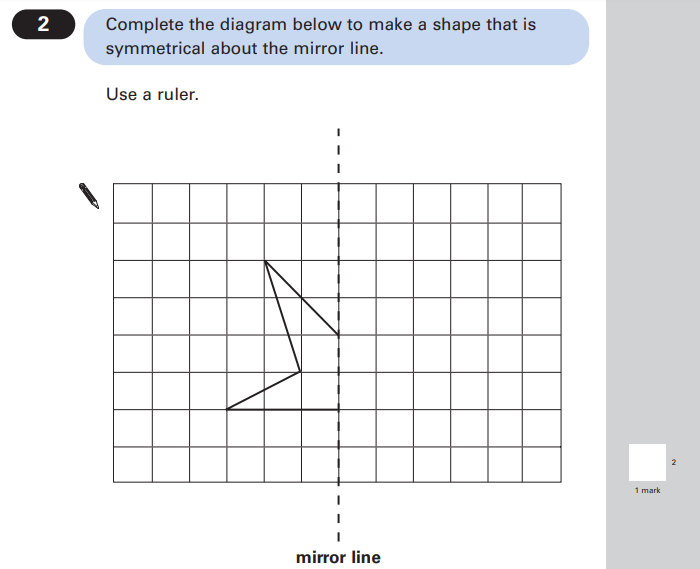 2
Complete the diagram below to make a shape that is
symmetrical about the mirror line.
Use a ruler.
mirror line
2
1 mark